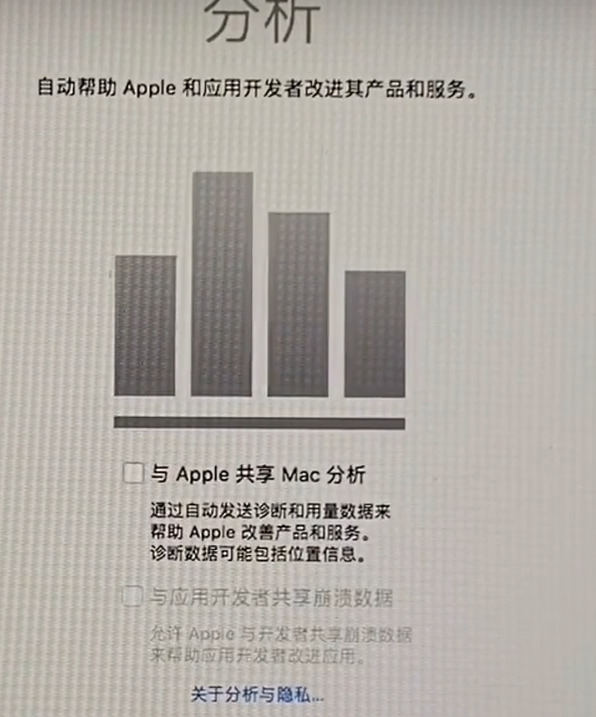 分析
自动帮助 Apple 和应用开发者改进其产品和服务。
与 Apple 共享 Mac 分析
通过自动发送诊断和用量数据来
帮助 Apple 改善产品和服务。
诊断数据可能包括位置信息。
与应用开发者共享崩溃数据
允许 Apple 与开发者共享崩溃数据
来帮助应用开发者改进应用。
关于分析与隐私...